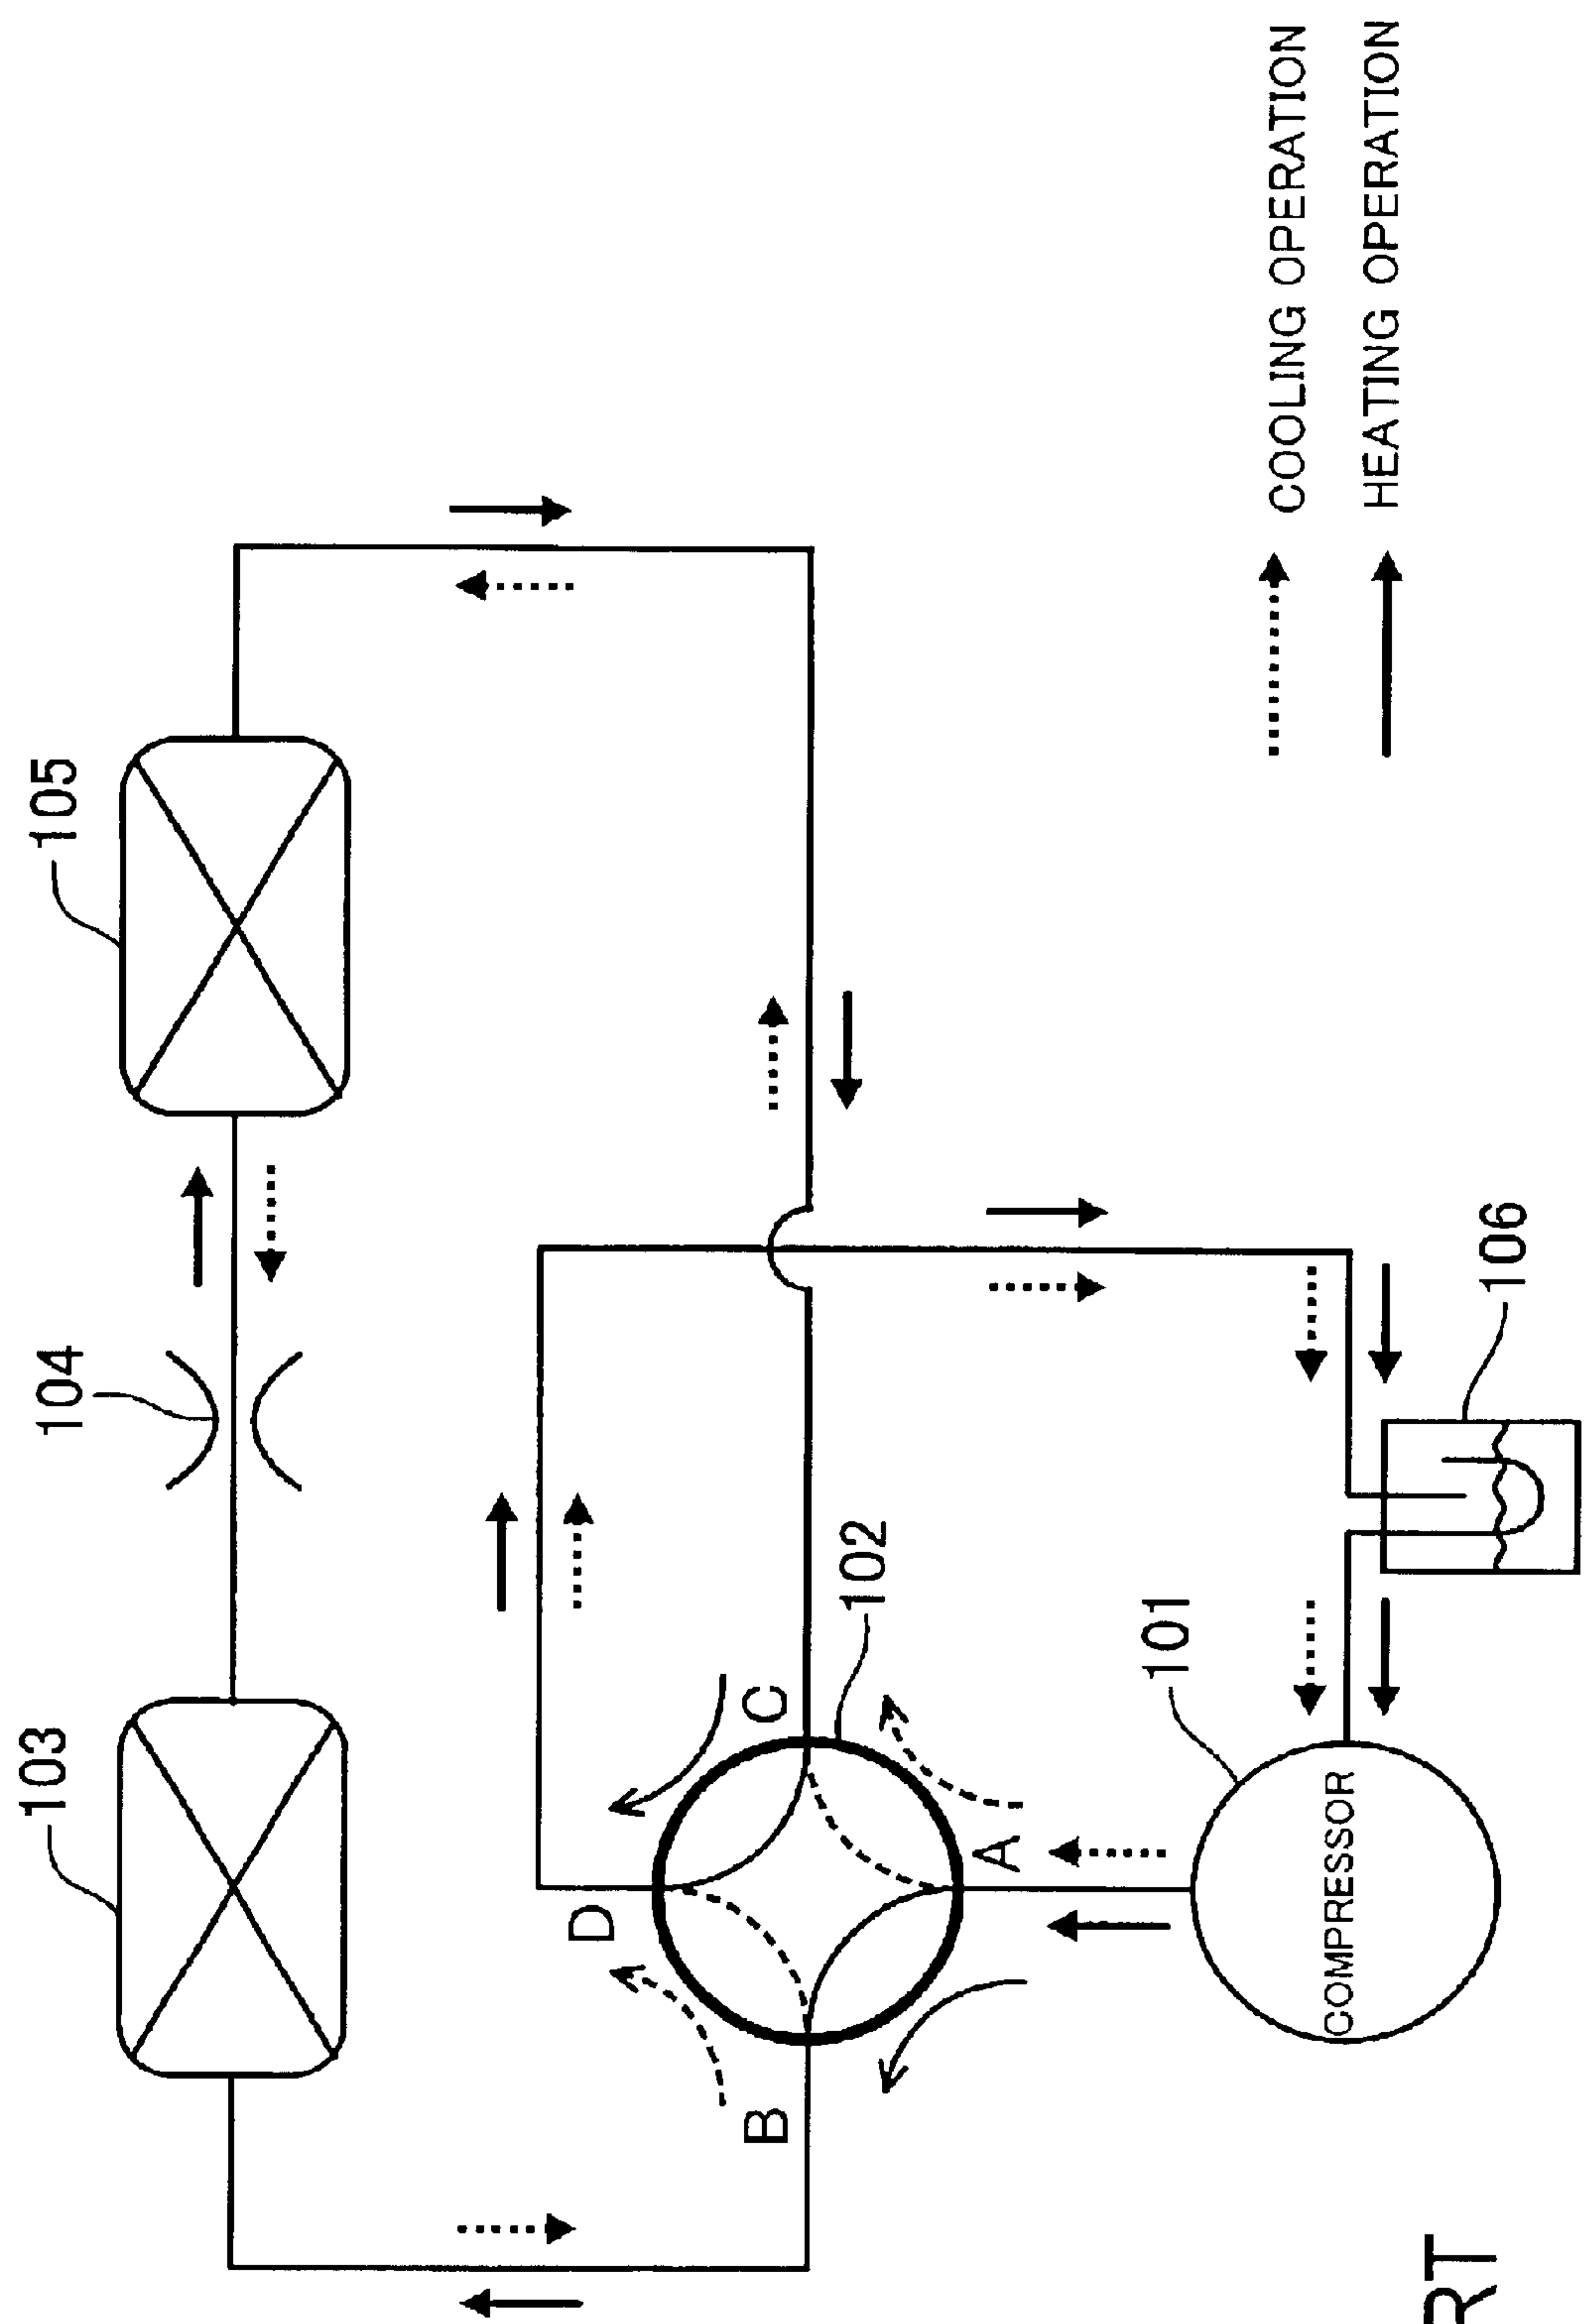 103
104
105
D
B
C
A
102
101
COMPRESSOR
106
COOLING OPERATION
HEATING OPERATION
RT